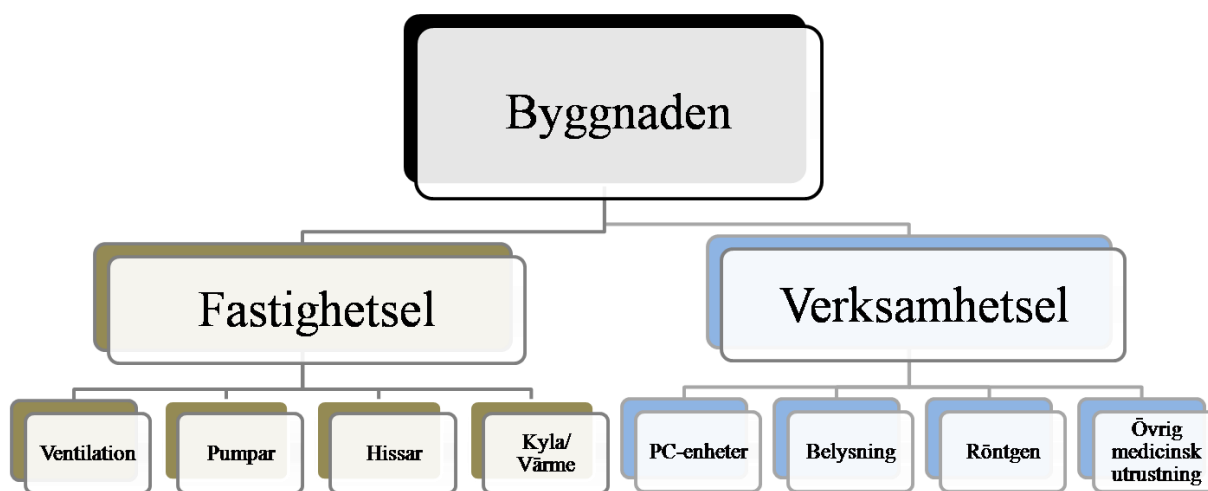 Byggnaden
Fastighetsel
Verksamhetsel
Ventilation
Pumpar
Hissar
Kyla/
Värme
PC-enheter
Belysning
Röntgen
Övrig
medicinsk
utrustning